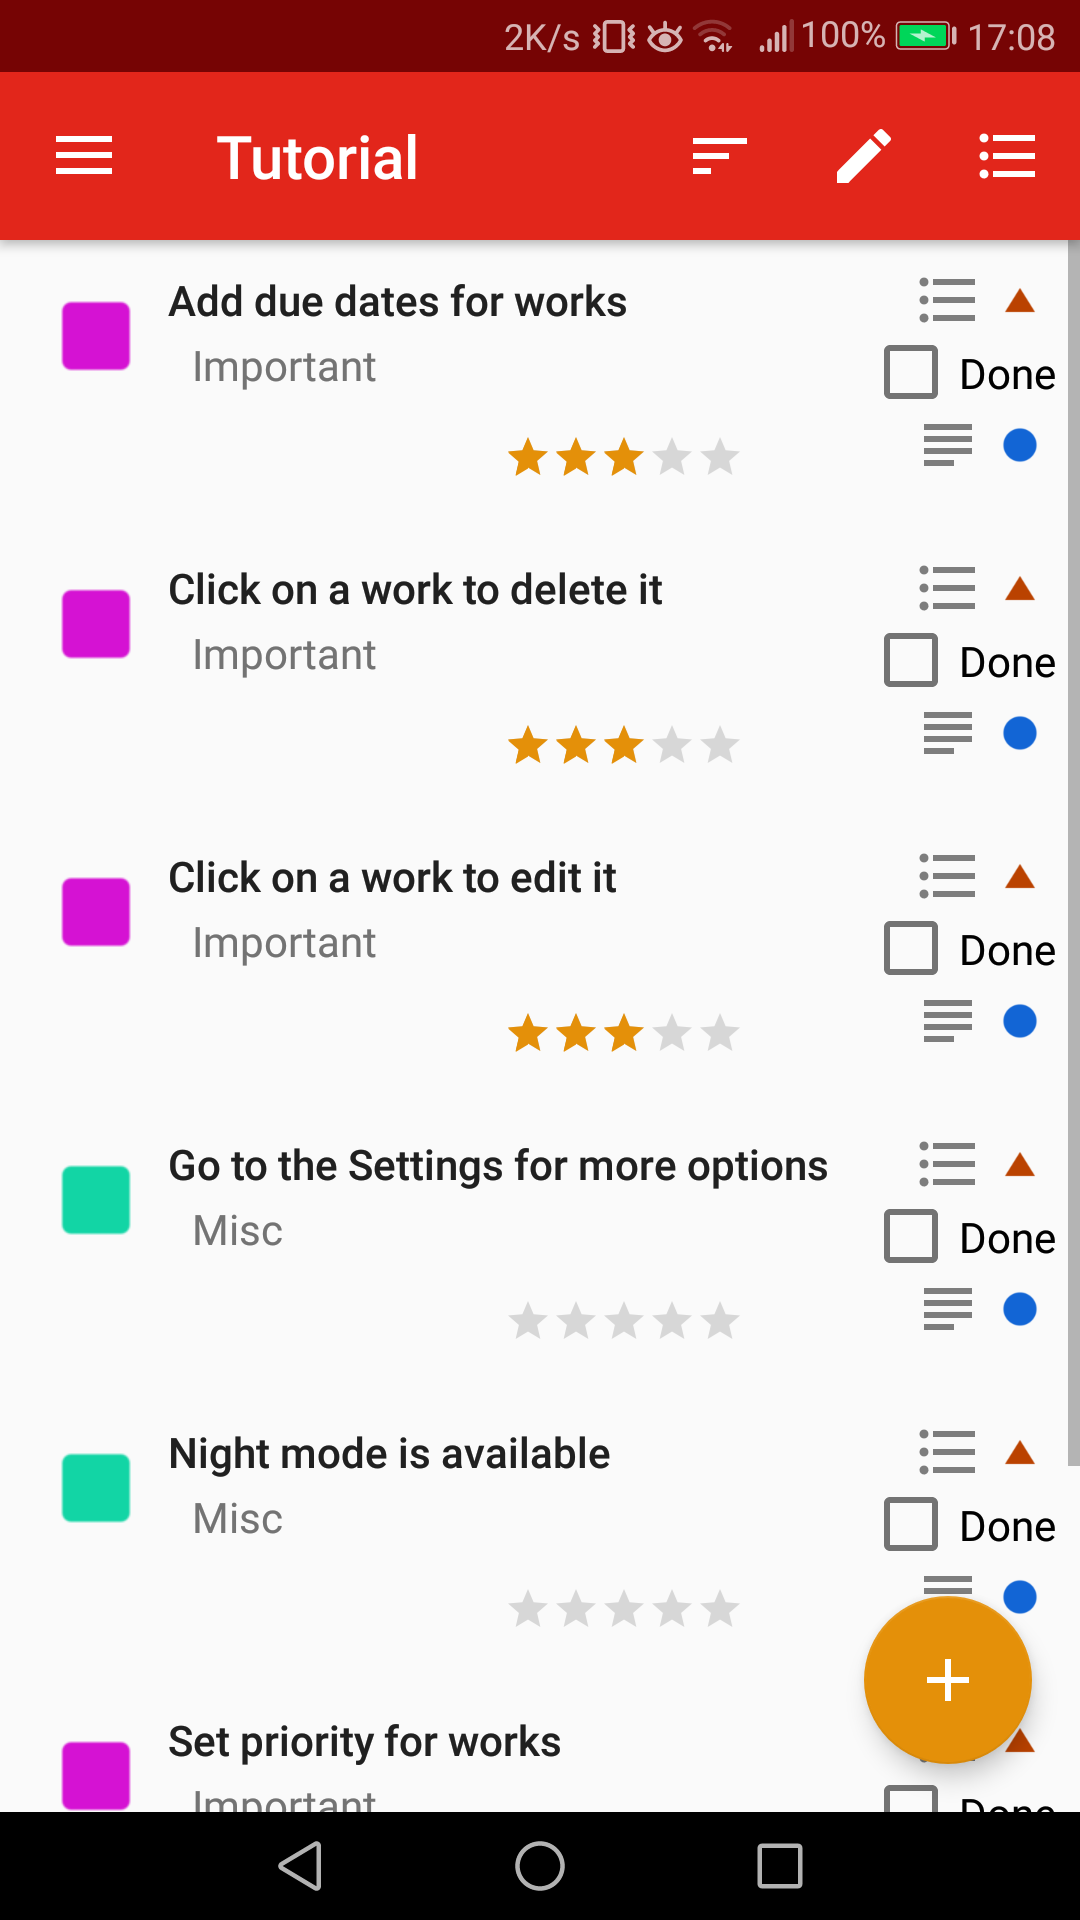 2K/s 100% 17:08
Tutorial
Add due dates for works
Important
Done
Click on a work to delete it
Important
Done
Click on a work to edit it
Important
Done
Go to the Settings for more options
Misc
Done
Night mode is available
Misc
Done
Set priority for works
Important
Done